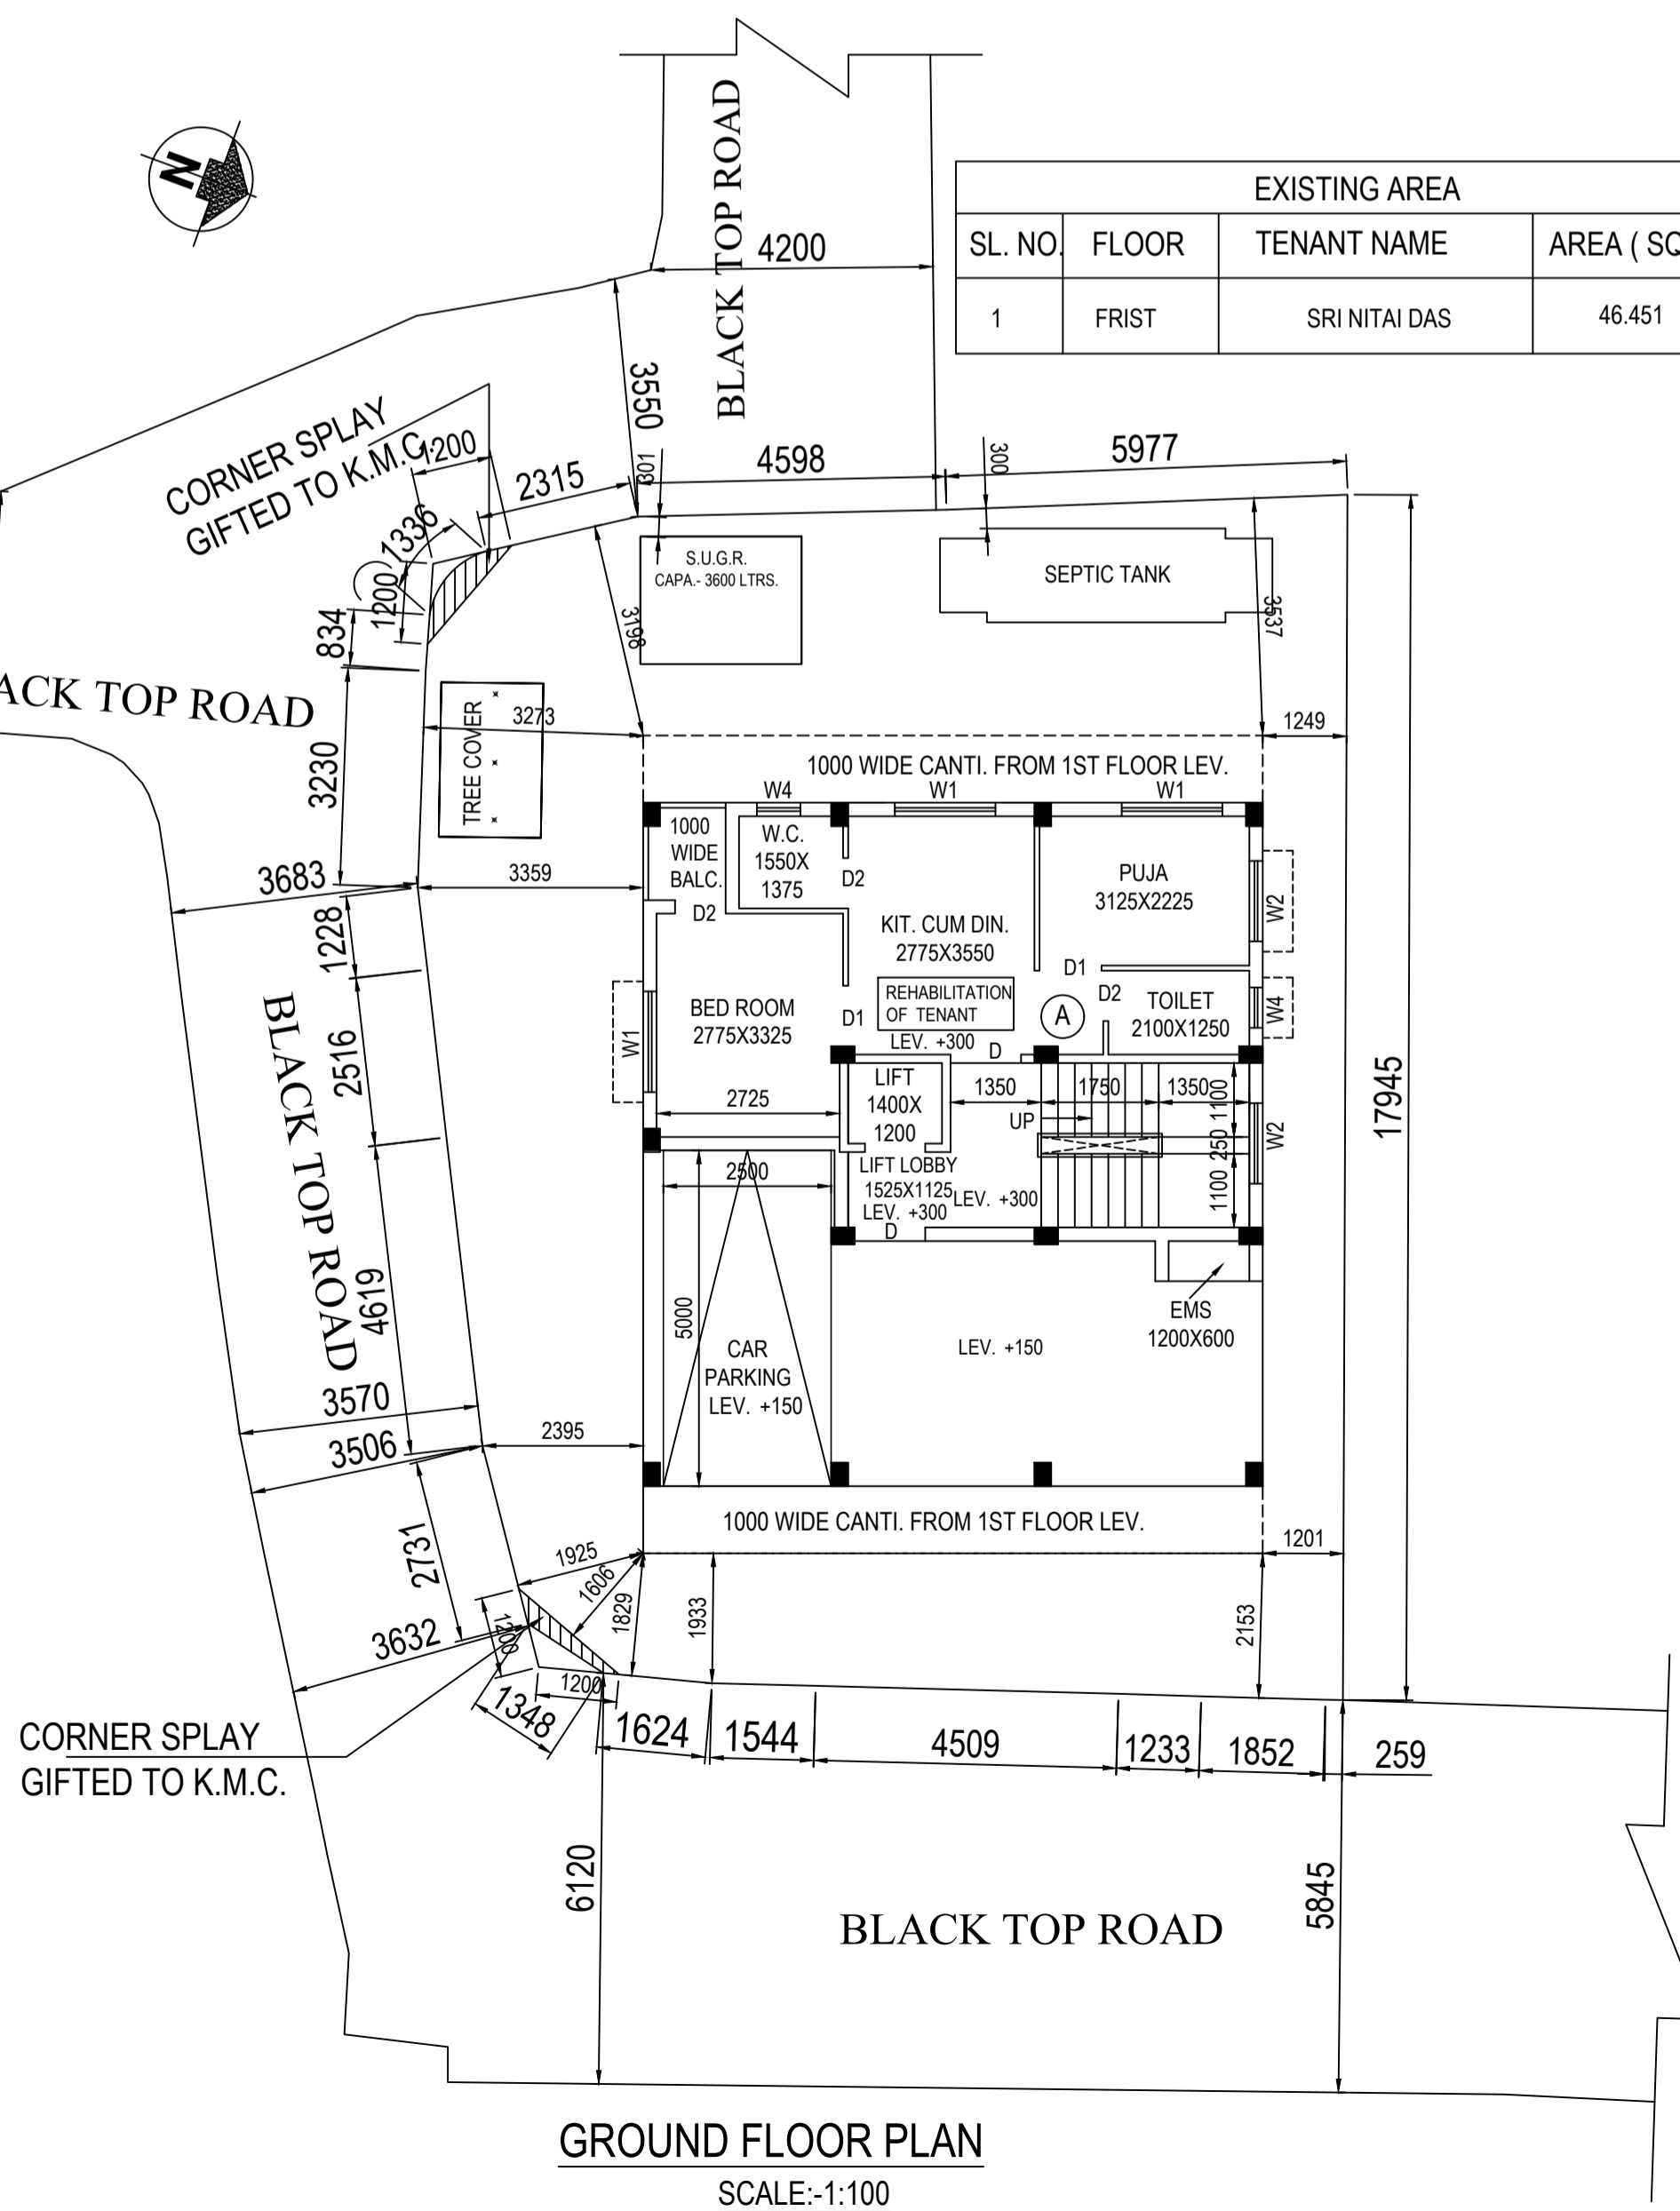 N
BLACK TOP ROAD
4200
EXISTING AREA
SL. NO. FLOOR TENANT NAME AREA ( SQ
1 FRIST SRI NITAI DAS 46.451
3550
CORNER SPLAY
GIFTED TO K.M.C.
1200
2315
301
4598
300
5977
1336
1200
834
S.U.G.R.
CAPA.- 3600 LTRS.
SEPTIC TANK
3198
3537
ACK TOP ROAD
TREE COVER
3273
1249
3230
1000 WIDE CANTI. FROM 1ST FLOOR LEV.
W4 W1 W1
1000
WIDE
BALC.
W.C.
1550X
1375
D2
D2
PUJA
3125X2225
W2
3683
3359
1228
KIT. CUM DIN.
2775X3550
D1
D2
REHABILITATION
OF TENANT
LEV. +300
A
TOILET
2100X1250
W4
BED ROOM
2775X3325
D1
W1
D
2516
BLACK TOP ROAD
17945
2725
LIFT
1400X
1200
1350
1750
1350
1100
250
1100
UP
W2
LIFT LOBBY
1525X1125
LEV. +300
LEV. +300
D
2500
5000
4619
EMS
1200X600
CAR
PARKING
LEV. +150
LEV. +150
3570
3506
2395
1000 WIDE CANTI. FROM 1ST FLOOR LEV.
1201
2731
1925
1606
1829
1933
2153
3632
1200
1200
1348
CORNER SPLAY
GIFTED TO K.M.C.
1624
1544
4509
1233
1852
259
6120
5845
BLACK TOP ROAD
GROUND FLOOR PLAN
SCALE:-1:100